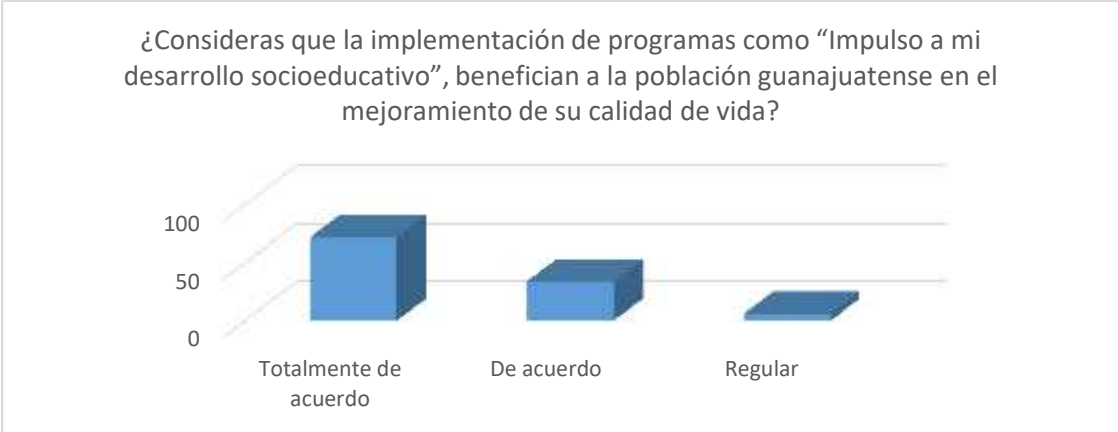 ¿Consideras que la implementación de programas como “Impulso a mi
desarrollo socioeducativo”, benefician a la población guanajuatense en el
mejoramiento de su calidad de vida?
100
50
0
Totalmente de
acuerdo
De acuerdo
Regular